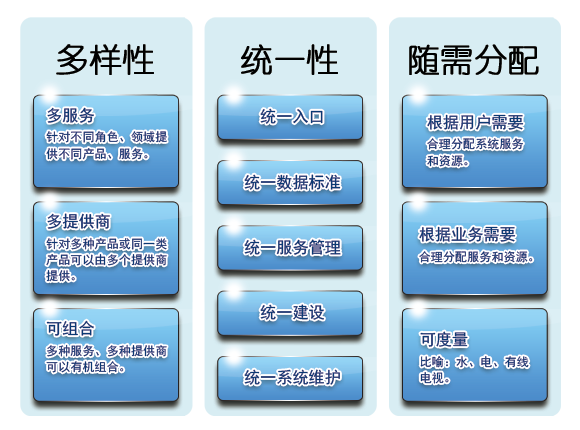 多样性
多服务
针对不同角色、领域提
供不同产品、服务。
多提供商
针对多种产品或同一类
产品可以由多个提供商
提供。
可组合
多种服务、多种提供商
可以有机组合。
统一性
统一入口
统一数据标准
统一服务管理
统一建设
统一系统维护
随需分配
根据用户需要
合理分配系统服务
和资源。
根据业务需要
合理分配服务和资源。
可度量
比喻：水、电、有线
电视。